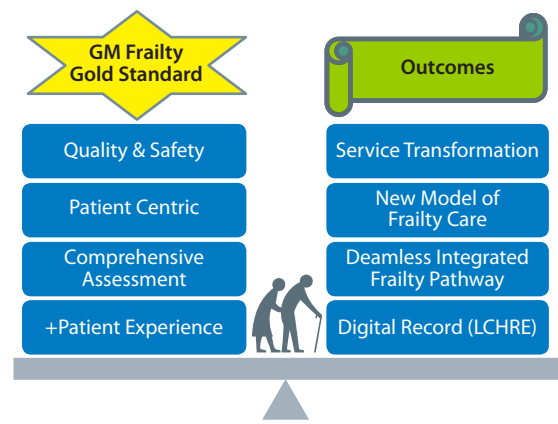 GM Frailty
Gold Standard
Quality & Safety
Patient Centric
Comprehensive
Assessment
+Patient Experience
Outcomes
Service Transformation
New Model of
Frailty Care
Deamless Integrated
Frailty Pathway
Digital Record (LCHRE)